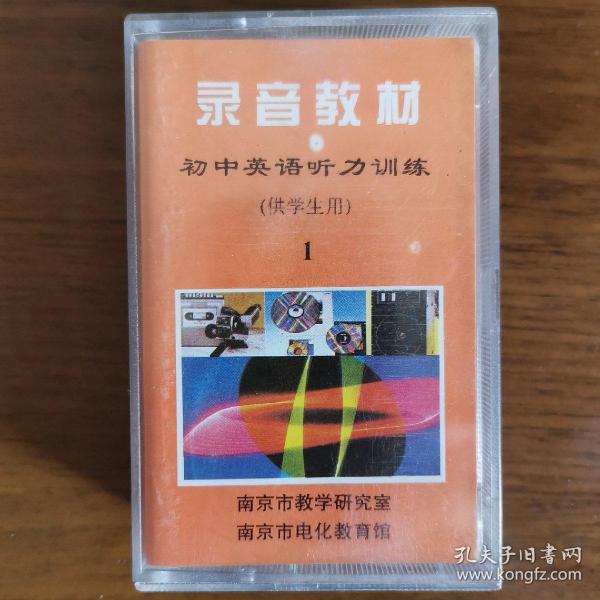 录音教材
初中英语听力训练
(供学生用)
1
南京市教学研究室
南京市电化教育馆
孔夫子旧书网
www.kongfz.com